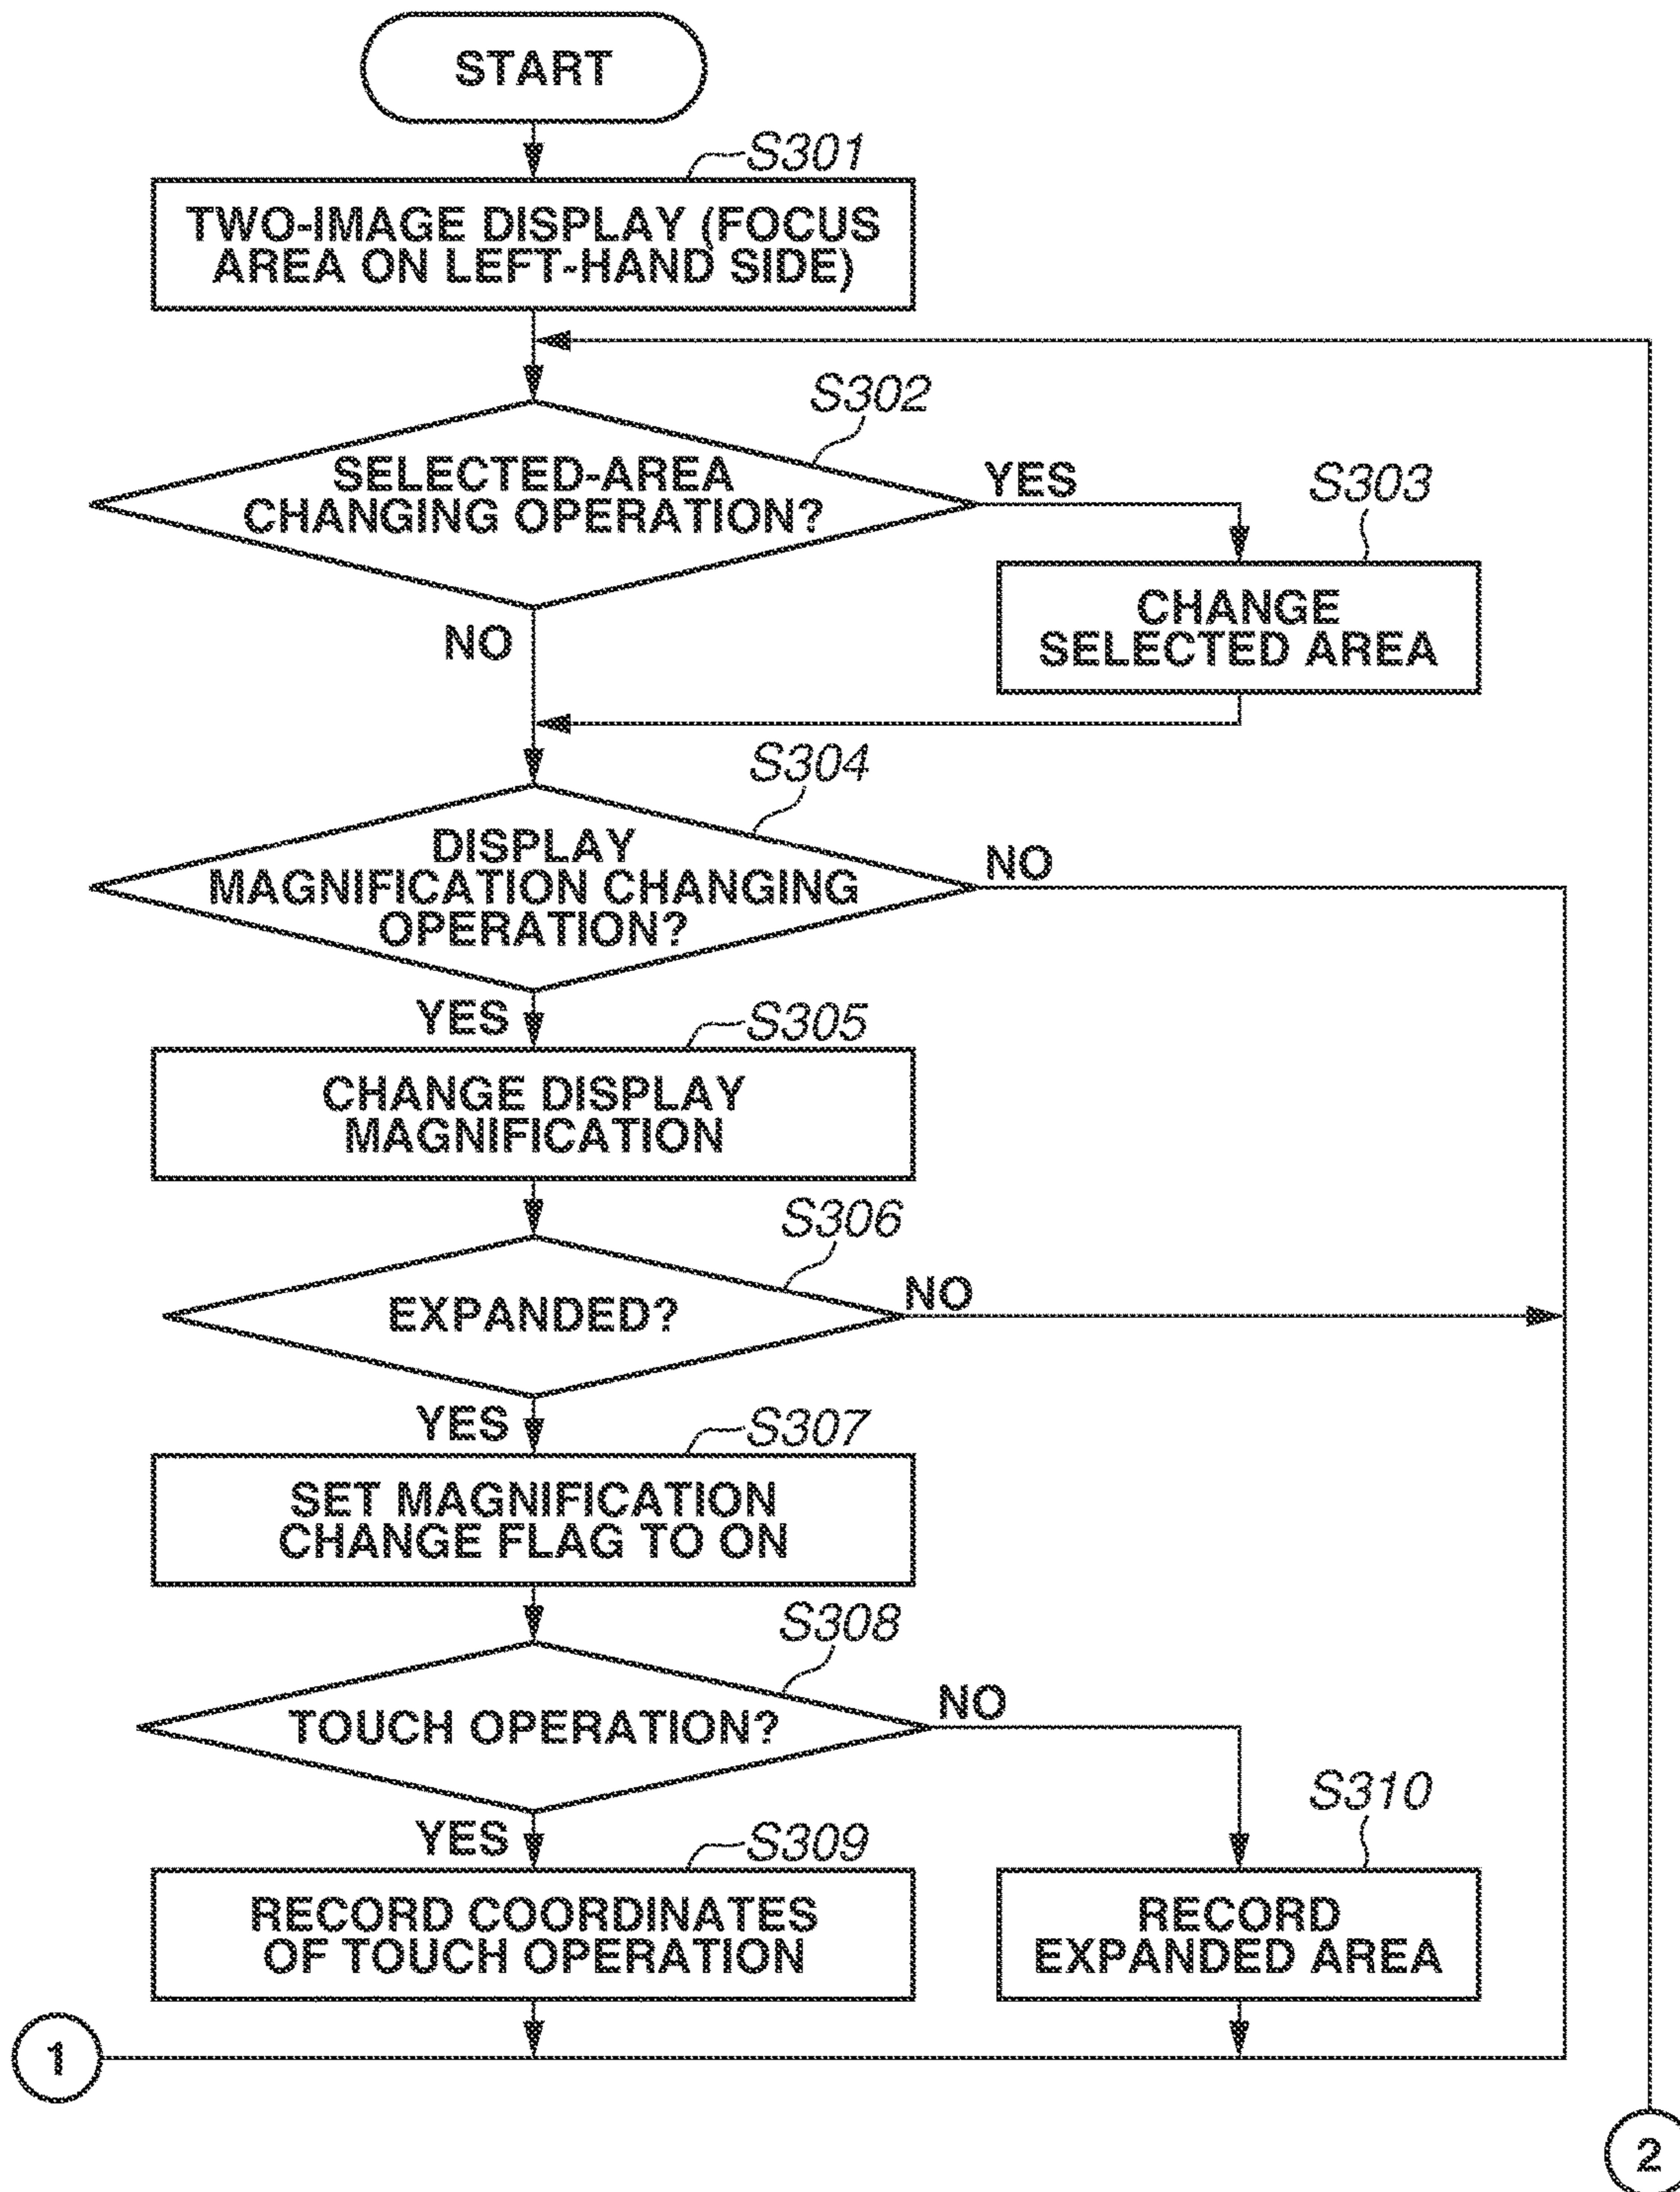 START
S301
TWO-IMAGE DISPLAY (FOCUS
AREA ON LEFT-HAND SIDE)
S302
SELECTED-AREA
CHANGING OPERATION?
YES
S303
CHANGE
SELECTED AREA
NO
S304
DISPLAY
MAGNIFICATION CHANGING
OPERATION?
NO
YES
S305
CHANGE DISPLAY
MAGNIFICATION
S306
EXPANDED?
NO
YES
S307
SET MAGNIFICATION
CHANGE FLAG TO ON
S308
TOUCH OPERATION?
NO
YES
S309
RECORD COORDINATES
OF TOUCH OPERATION
S310
RECORD
EXPANDED AREA
1
2